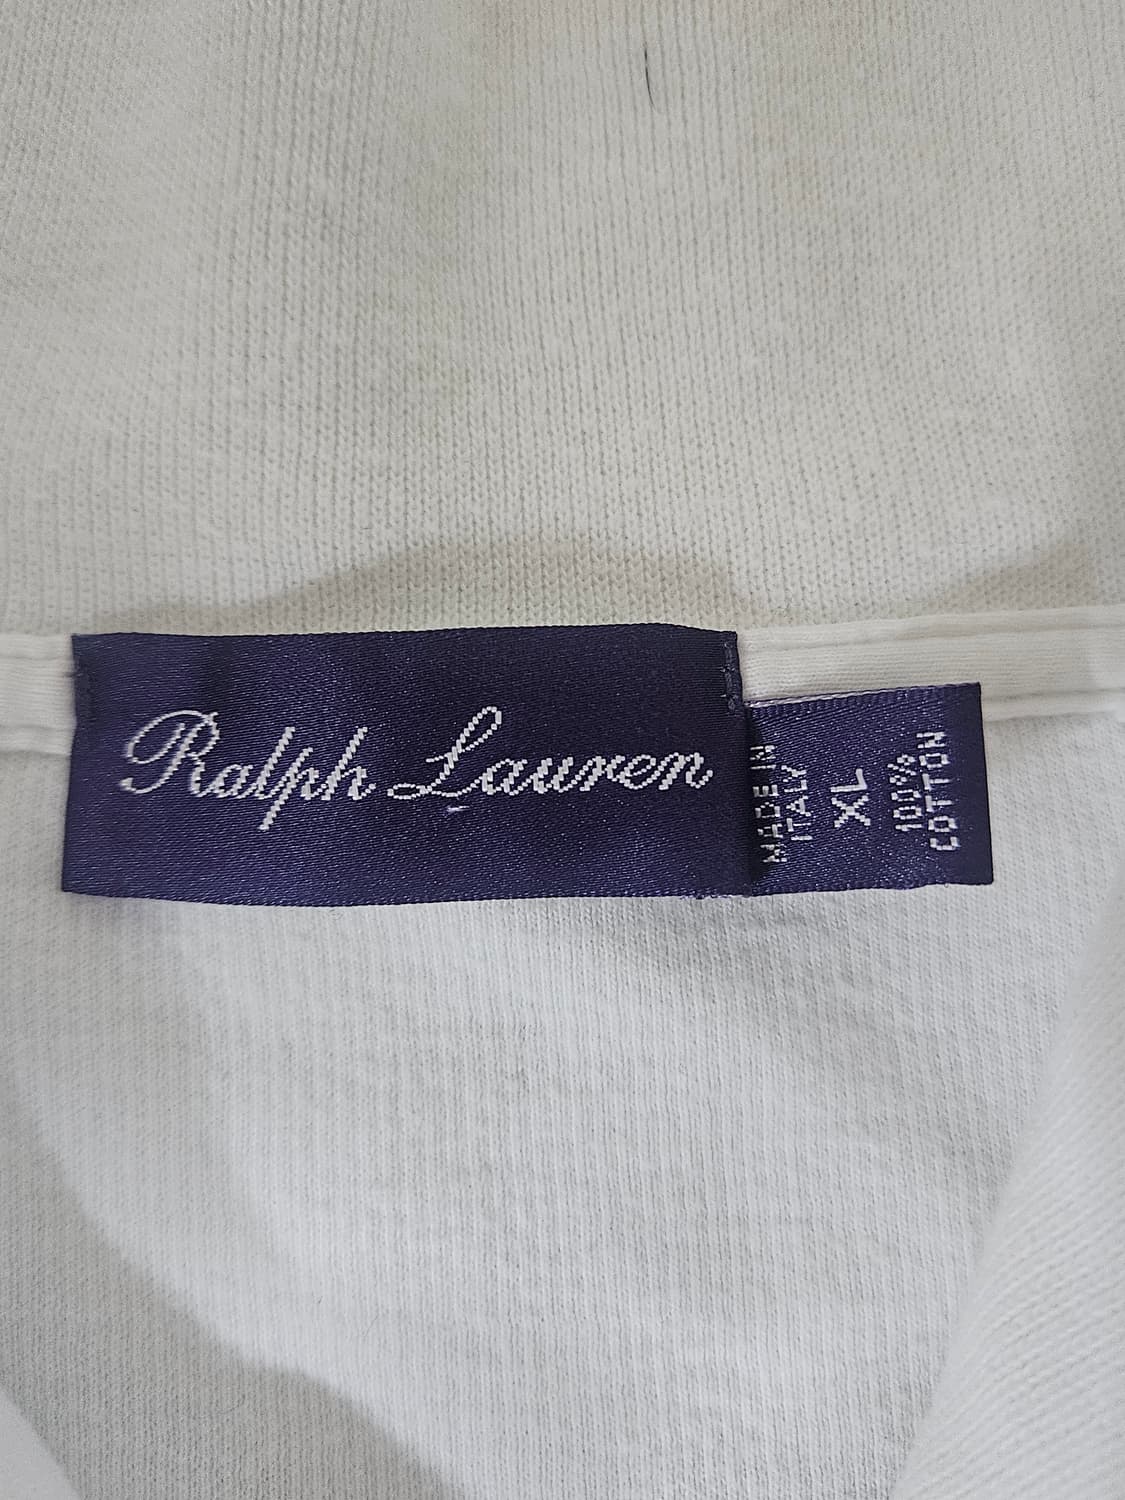 Ralph Lauren
MADE IN
ITALY
XL
100%
COTTON